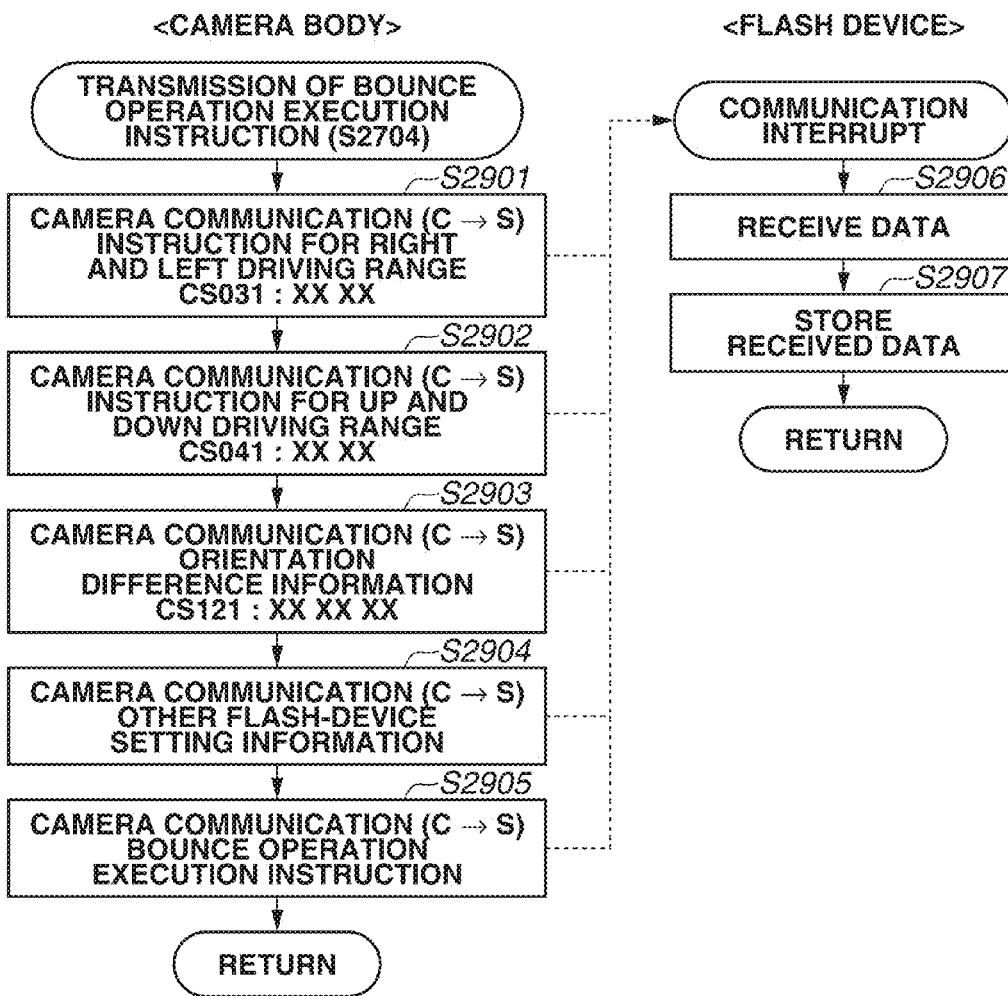 <CAMERA BODY>
TRANSMISSION OF BOUNCE
OPERATION EXECUTION
INSTRUCTION (S2704)
S2901
CAMERA COMMUNICATION (C → S)
INSTRUCTION FOR RIGHT
AND LEFT DRIVING RANGE
CS031 : XX XX
S2902
CAMERA COMMUNICATION (C → S)
INSTRUCTION FOR UP AND
DOWN DRIVING RANGE
CS041 : XX XX
S2903
CAMERA COMMUNICATION (C → S)
ORIENTATION
DIFFERENCE INFORMATION
CS121 : XX XX XX
S2904
CAMERA COMMUNICATION (C → S)
OTHER FLASH-DEVICE
SETTING INFORMATION
S2905
CAMERA COMMUNICATION (C → S)
BOUNCE OPERATION
EXECUTION INSTRUCTION
RETURN
<FLASH DEVICE>
COMMUNICATION
INTERRUPT
S2906
RECEIVE DATA
S2907
STORE
RECEIVED DATA
RETURN